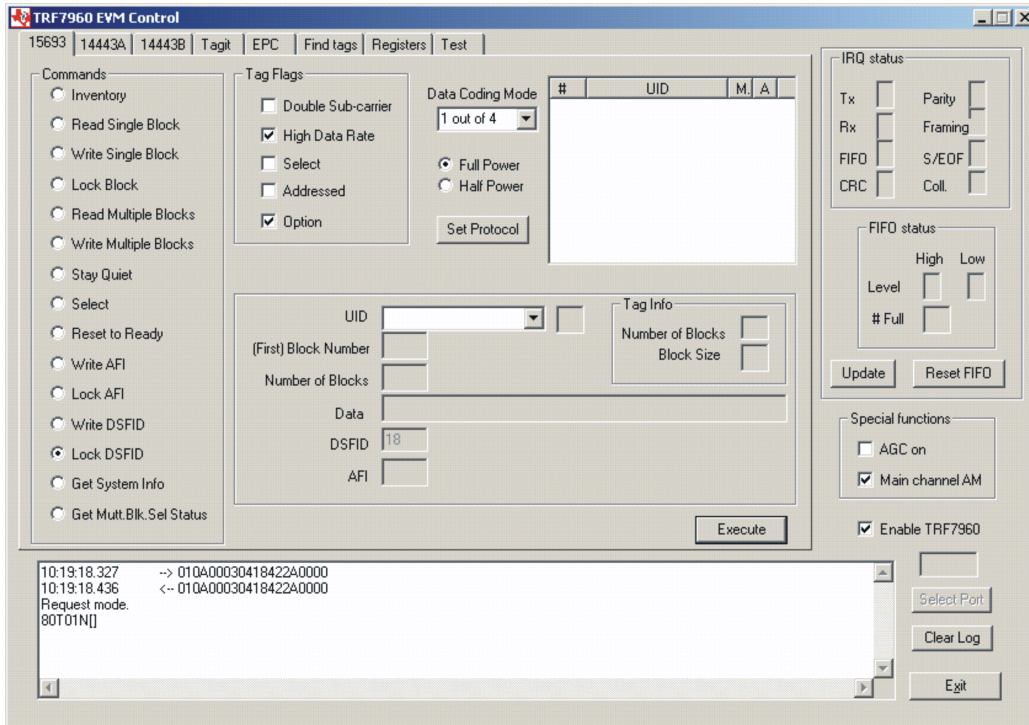 TRF7960 EVM Control
15693 14443A 14443B Tagit EPC Find tags Registers Test
Commands
Inventory
Read Single Block
Write Single Block
Lock Block
Read Multiple Blocks
Write Multiple Blocks
Stay Quiet
Select
Reset to Ready
Write AFI
Lock AFI
Write DSFID
Lock DSFID
Get System Info
Get Mutt.Blk.Sel Status
Tag Flags
Double Sub-carrier
High Data Rate
Select
Addressed
Option
Data Coding Mode
1 out of 4
Full Power
Half Power
Set Protocol
# UID M. A
UID
(First) Block Number
Number of Blocks
Data
DSFID 18
AFI
Tag Info
Number of Blocks
Block Size
Execute
IRQ status
Tx Parity
Rx Framing
FIFO S/EOF
CRC Coll.
FIFO status
High Low
Level
# Full
Update Reset FIFO
Special functions
AGC on
Main channel AM
Enable TRF7960
Select Port
Clear Log
Exit
10:19:18.327 --> 010A00030418422A0000
10:19:18.436 <-- 010A00030418422A0000
Request mode.
80T01N[]